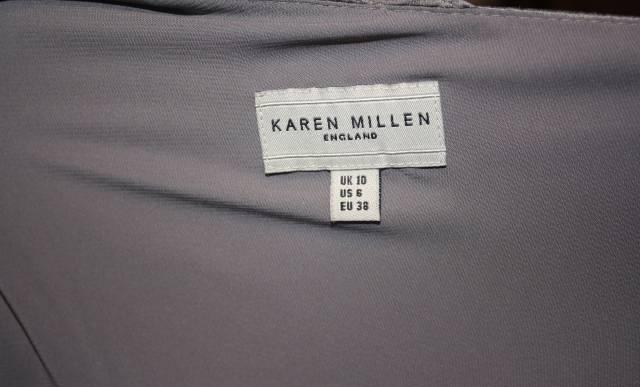 KAREN MILLEN
ENGLAND
UK 10
US 6
EU 38